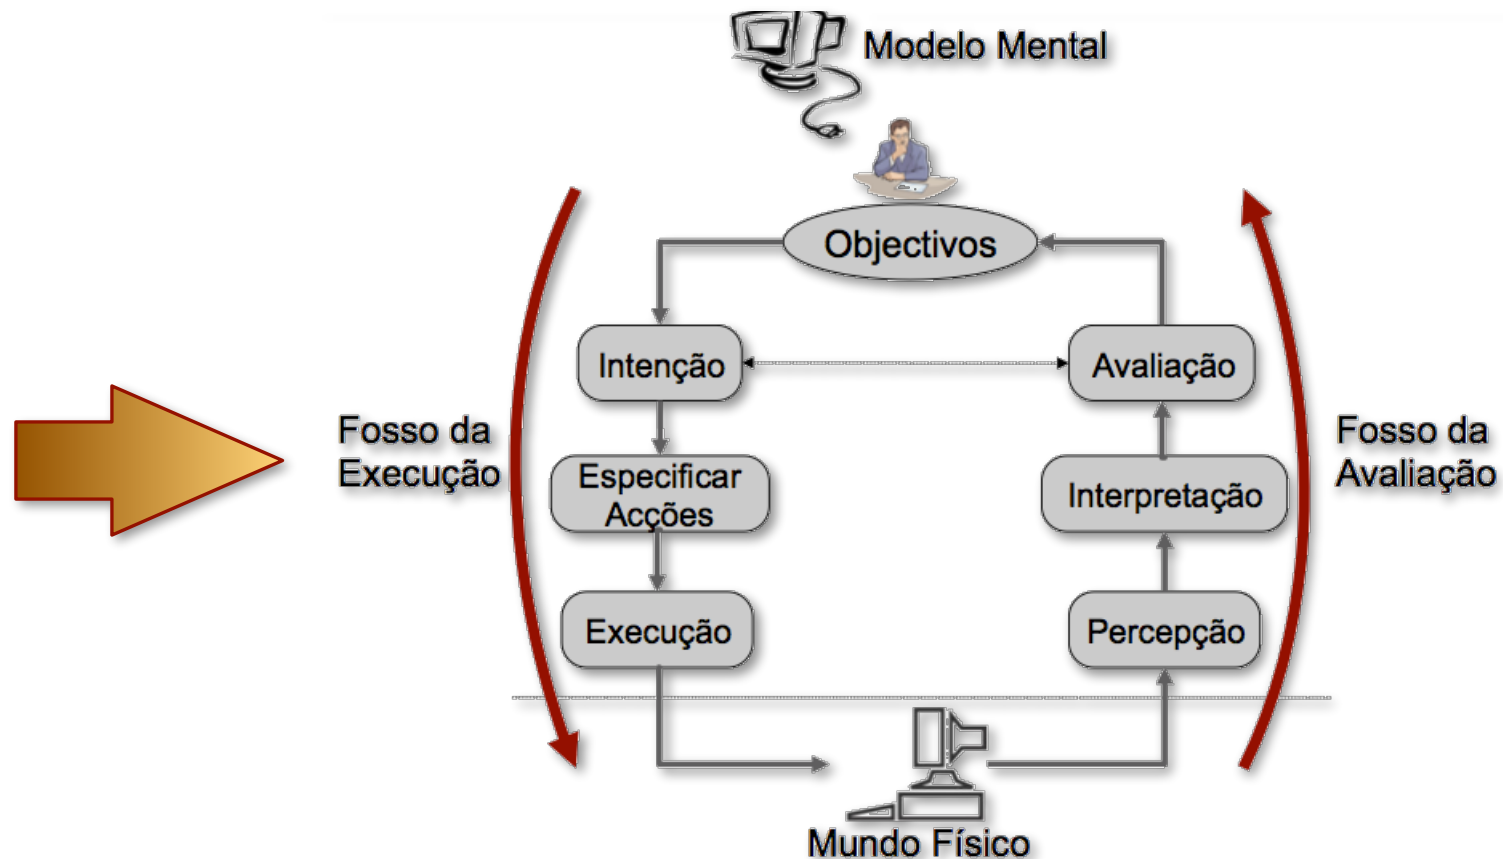 Modelo Mental
Objectivos
Intenção
Avaliação
Fosso da
Execução
Especificar
Acções
Interpretação
Fosso da
Avaliação
Execução
Percepção
Mundo Físico